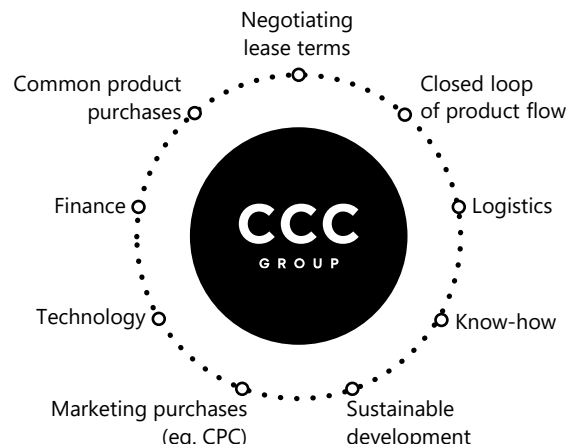 Negotiating
lease terms
Common product
purchases
Closed loop
of product flow
Finance
CCC
GROUP
Logistics
Technology
Know-how
Marketing purchases
(eg. CPC)
Sustainable
development